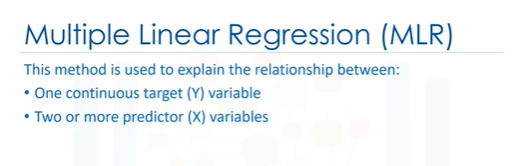 Multiple Linear Regression (MLR)
This method is used to explain the relationship between:
• One continuous target (Y) variable
• Two or more predictor (X) variables